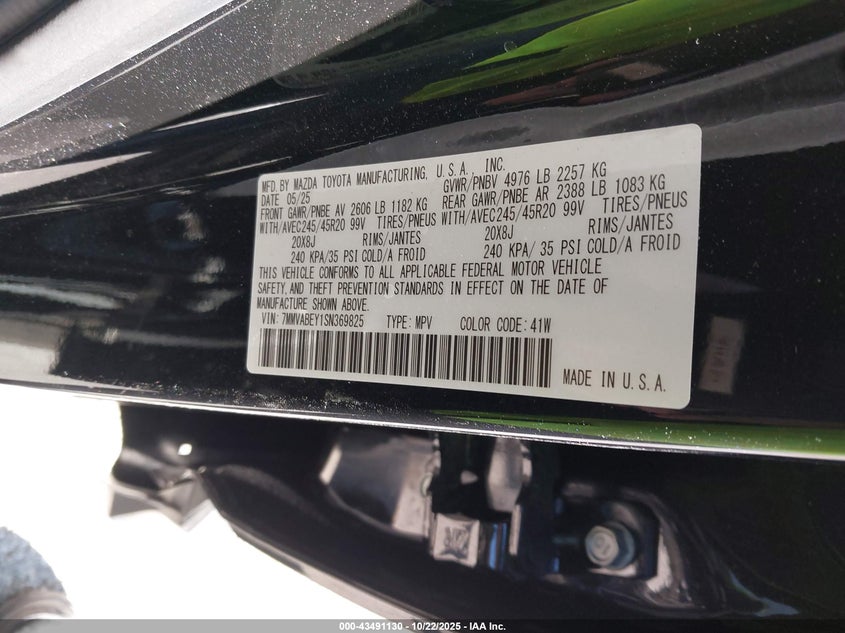 MFD. BY MAZDA TOYOTA MANUFACTURING, U.S.A., INC.
DATE 05/25 GVWR/PNBV 4976 LB 2257 KG
FRONT GAWR/PNBE AV 2606 LB 1182 KG REAR GAWR/PNBE AR 2388 LB 1083 KG
WITH/AVEC245/45R20 99V TIRES/PNEUS WITH/AVEC245/45R20 99V TIRES/PNEUS
20X8J RIMS/JANTES 20X8J RIMS/JANTES
240 KPA/35 PSI COLD/A FROID 240 KPA/ 35 PSI COLD/A FROID
THIS VEHICLE CONFORMS TO ALL APPLICABLE FEDERAL MOTOR VEHICLE
SAFETY, AND THEFT PREVENTION STANDARDS IN EFFECT ON THE DATE OF
MANUFACTURE SHOWN ABOVE.
VIN: 7MMVABEY1SN369825 TYPE: MPV COLOR CODE: 41W
MADE IN U.S.A.
000-43491130 - 10/22/2025 - IAA Inc.